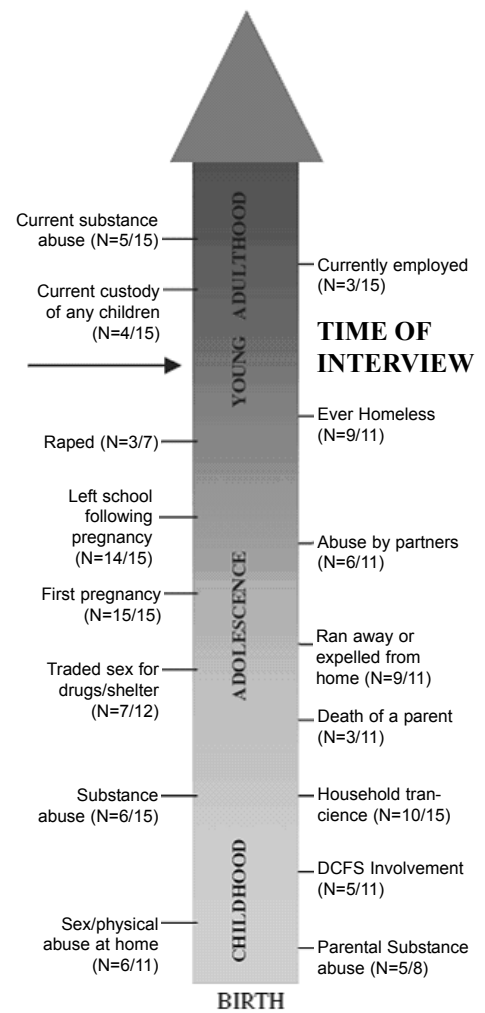 Current substance
abuse (N=5/15)
YOUNG ADULTHOOD
Currently employed
(N=3/15)
Current custody
of any children
(N=4/15)
TIME OF
INTERVIEW
Ever Homeless
(N=9/11)
Raped (N=3/7)
Left school
following
pregnancy
(N=14/15)
Abuse by partners
(N=6/11)
ADOLESCENCE
First pregnancy
(N=15/15)
Ran away or
expelled from
home (N=9/11)
Traded sex for
drugs/shelter
(N=7/12)
Death of a parent
(N=3/11)
Substance
abuse (N=6/15)
Household tran-
cience (N=10/15)
CHILDHOOD
DCFS Involvement
(N=5/11)
Sex/physical
abuse at home
(N=6/11)
Parental Substance
abuse (N=5/8)
BIRTH